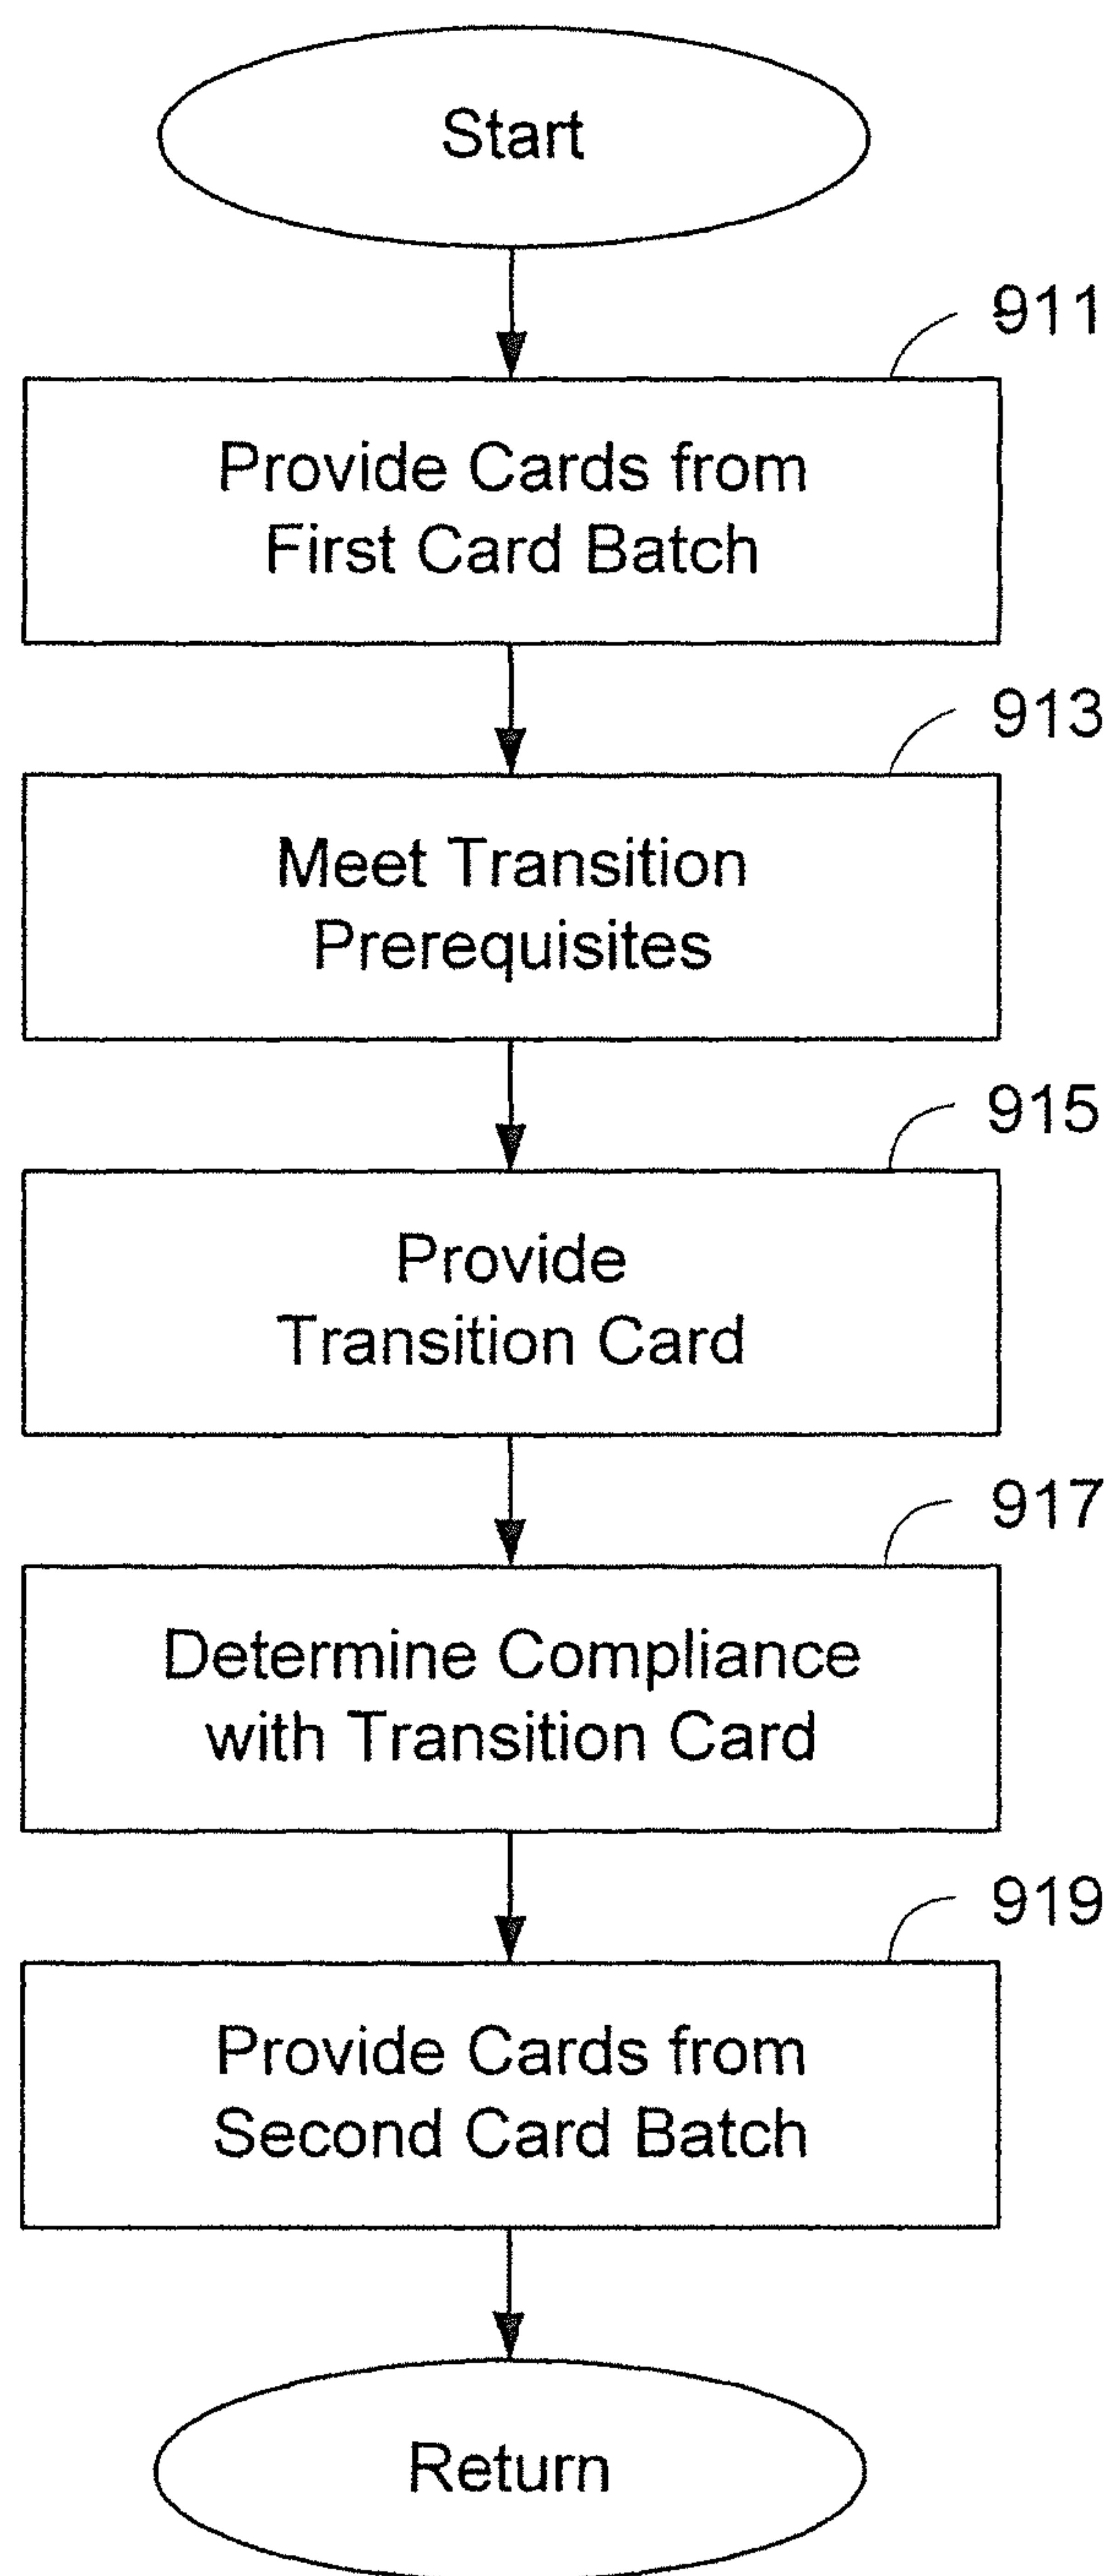 Start
911
Provide Cards from
First Card Batch
913
Meet Transition
Prerequisites
915
Provide
Transition Card
917
Determine Compliance
with Transition Card
919
Provide Cards from
Second Card Batch
Return